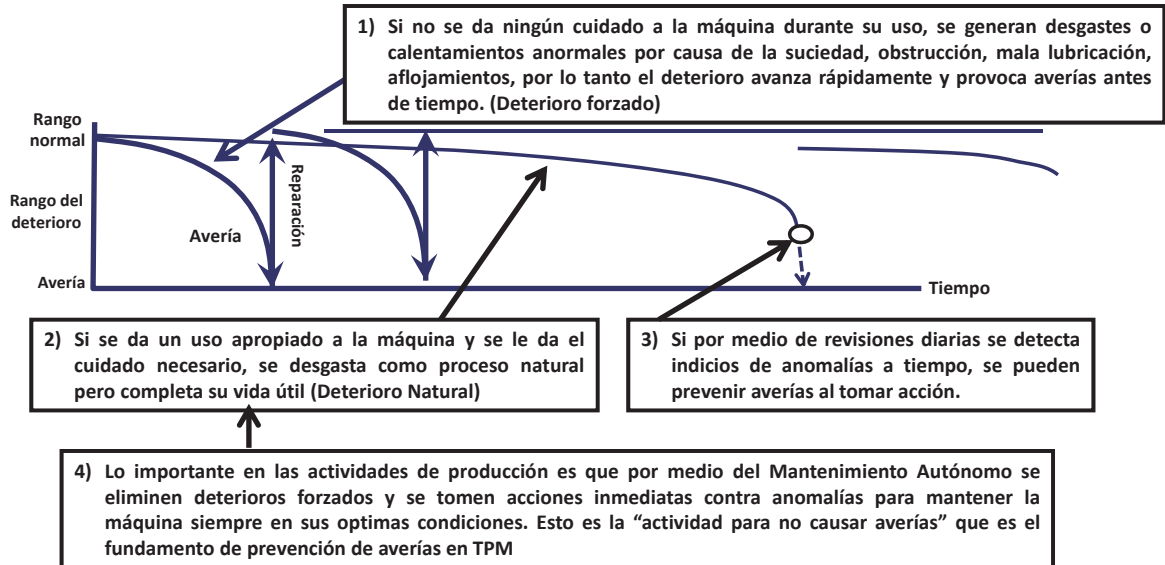 1) Si no se da ningún cuidado a la máquina durante su uso, se generan desgastes o
calentamientos anormales por causa de la suciedad, obstrucción, mala lubricación,
aflojamientos, por lo tanto el deterioro avanza rápidamente y provoca averías antes
de tiempo. (Deterioro forzado)
Rango
normal
Rango del
deterioro
Avería
Avería
Reparación
Tiempo
2) Si se da un uso apropiado a la máquina y se le da el
cuidado necesario, se desgasta como proceso natural
pero completa su vida útil (Deterioro Natural)
3) Si por medio de revisiones diarias se detecta
indicios de anomalías a tiempo, se pueden
prevenir averías al tomar acción.
4) Lo importante en las actividades de producción es que por medio del Mantenimiento Autónomo se
eliminen deterioros forzados y se tomen acciones inmediatas contra anomalías para mantener la
máquina siempre en sus optimas condiciones. Esto es la “actividad para no causar averías” que es el
fundamento de prevención de averías en TPM